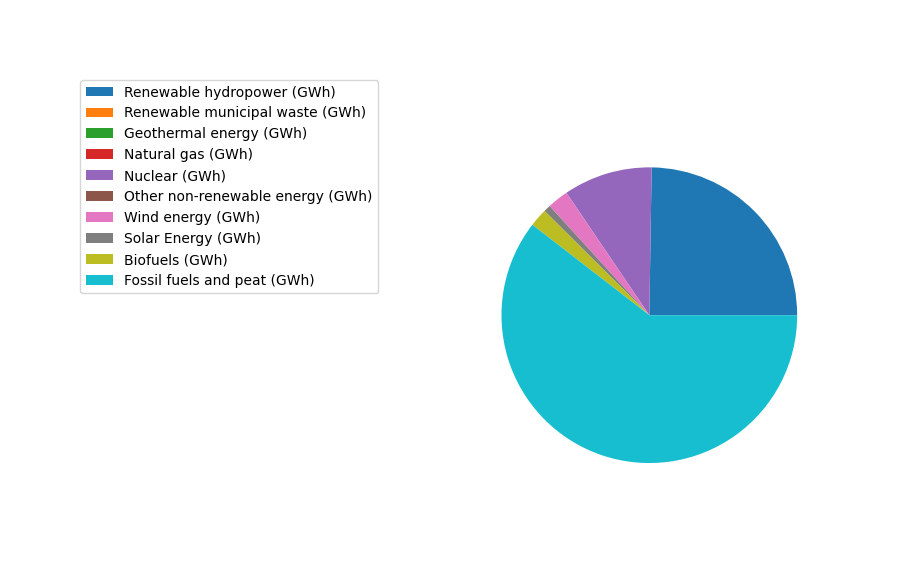 Renewable hydropower (GWh)
Renewable municipal waste (GWh)
Geothermal energy (GWh)
Natural gas (GWh)
Nuclear (GWh)
Other non-renewable energy (GWh)
Wind energy (GWh)
Solar Energy (GWh)
Biofuels (GWh)
Fossil fuels and peat (GWh)